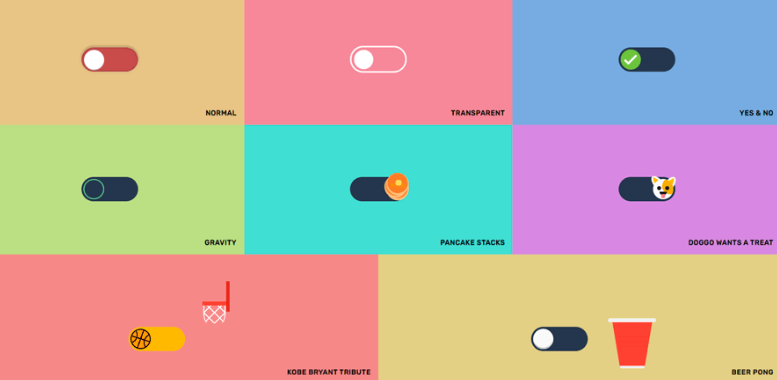 NORMAL
TRANSPARENT
YES & NO
GRAVITY
PANCAKE STACKS
DOGGO WANTS A TREAT
KOBE BRYANT TRIBUTE
BEER PONG